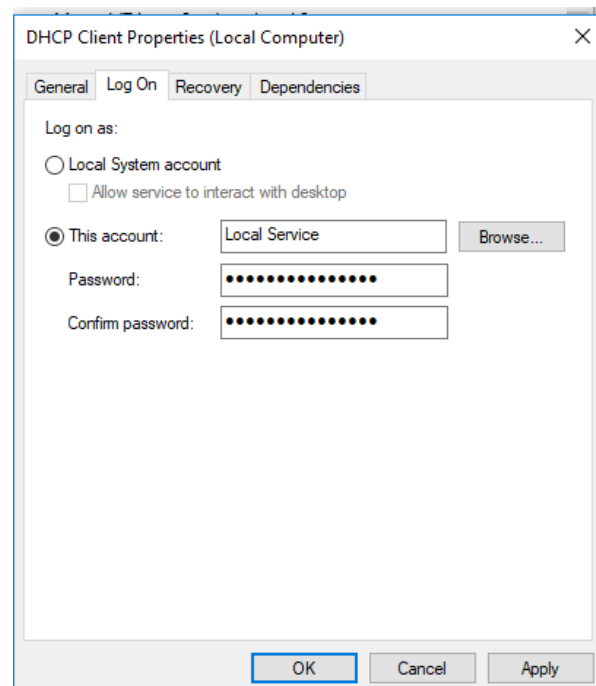 DHCP Client Properties (Local Computer)
General Log On Recovery Dependencies
Log on as:
Local System account
Allow service to interact with desktop
This account: Local Service Browse...
Password: ●●●●●●●●●●●●●●●
Confirm password: ●●●●●●●●●●●●●●●
OK Cancel Apply